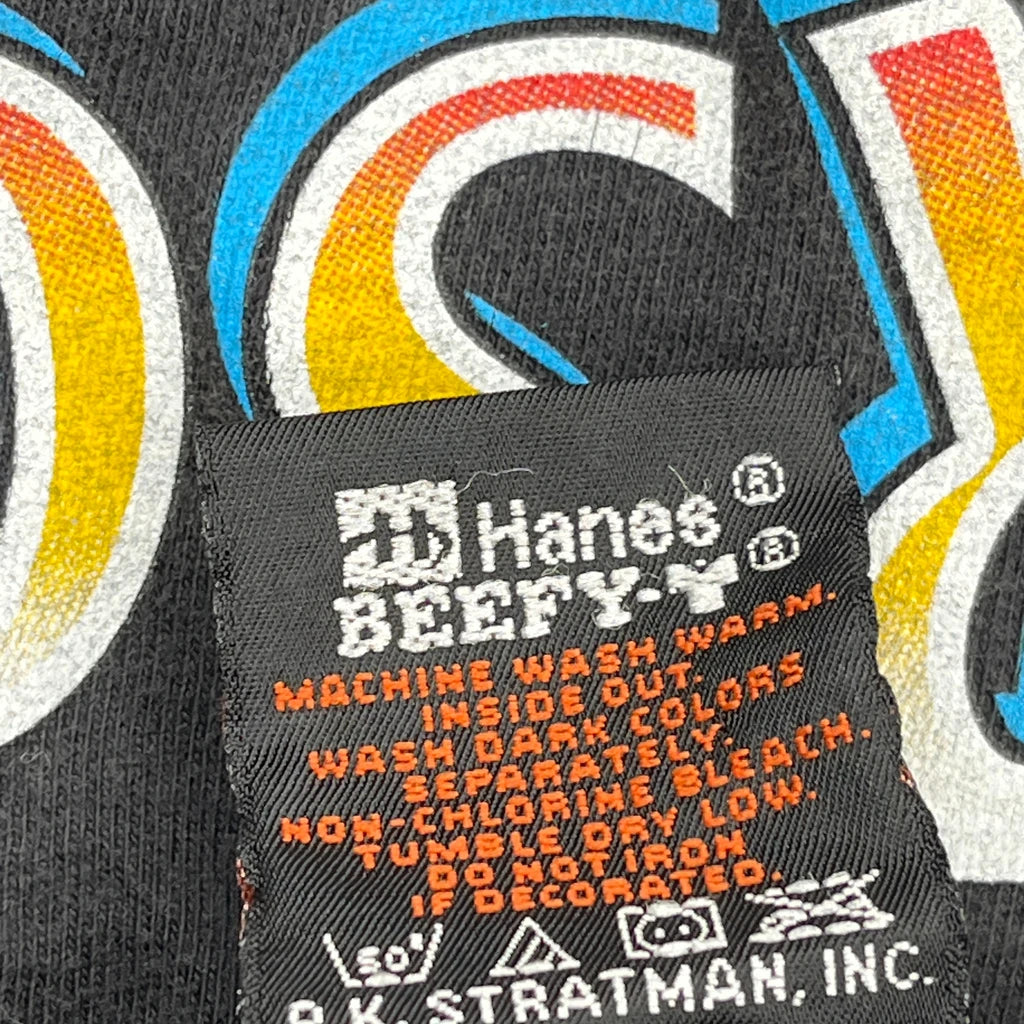 Hanes ®
BEEFY-T ®
MACHINE WASH WARM.
INSIDE OUT.
WASH DARK COLORS
SEPARATELY.
NON-CHLORINE BLEACH.
TUMBLE DRY LOW.
DO NOT IRON
IF DECORATED.
50°
K. STRATMAN, INC.